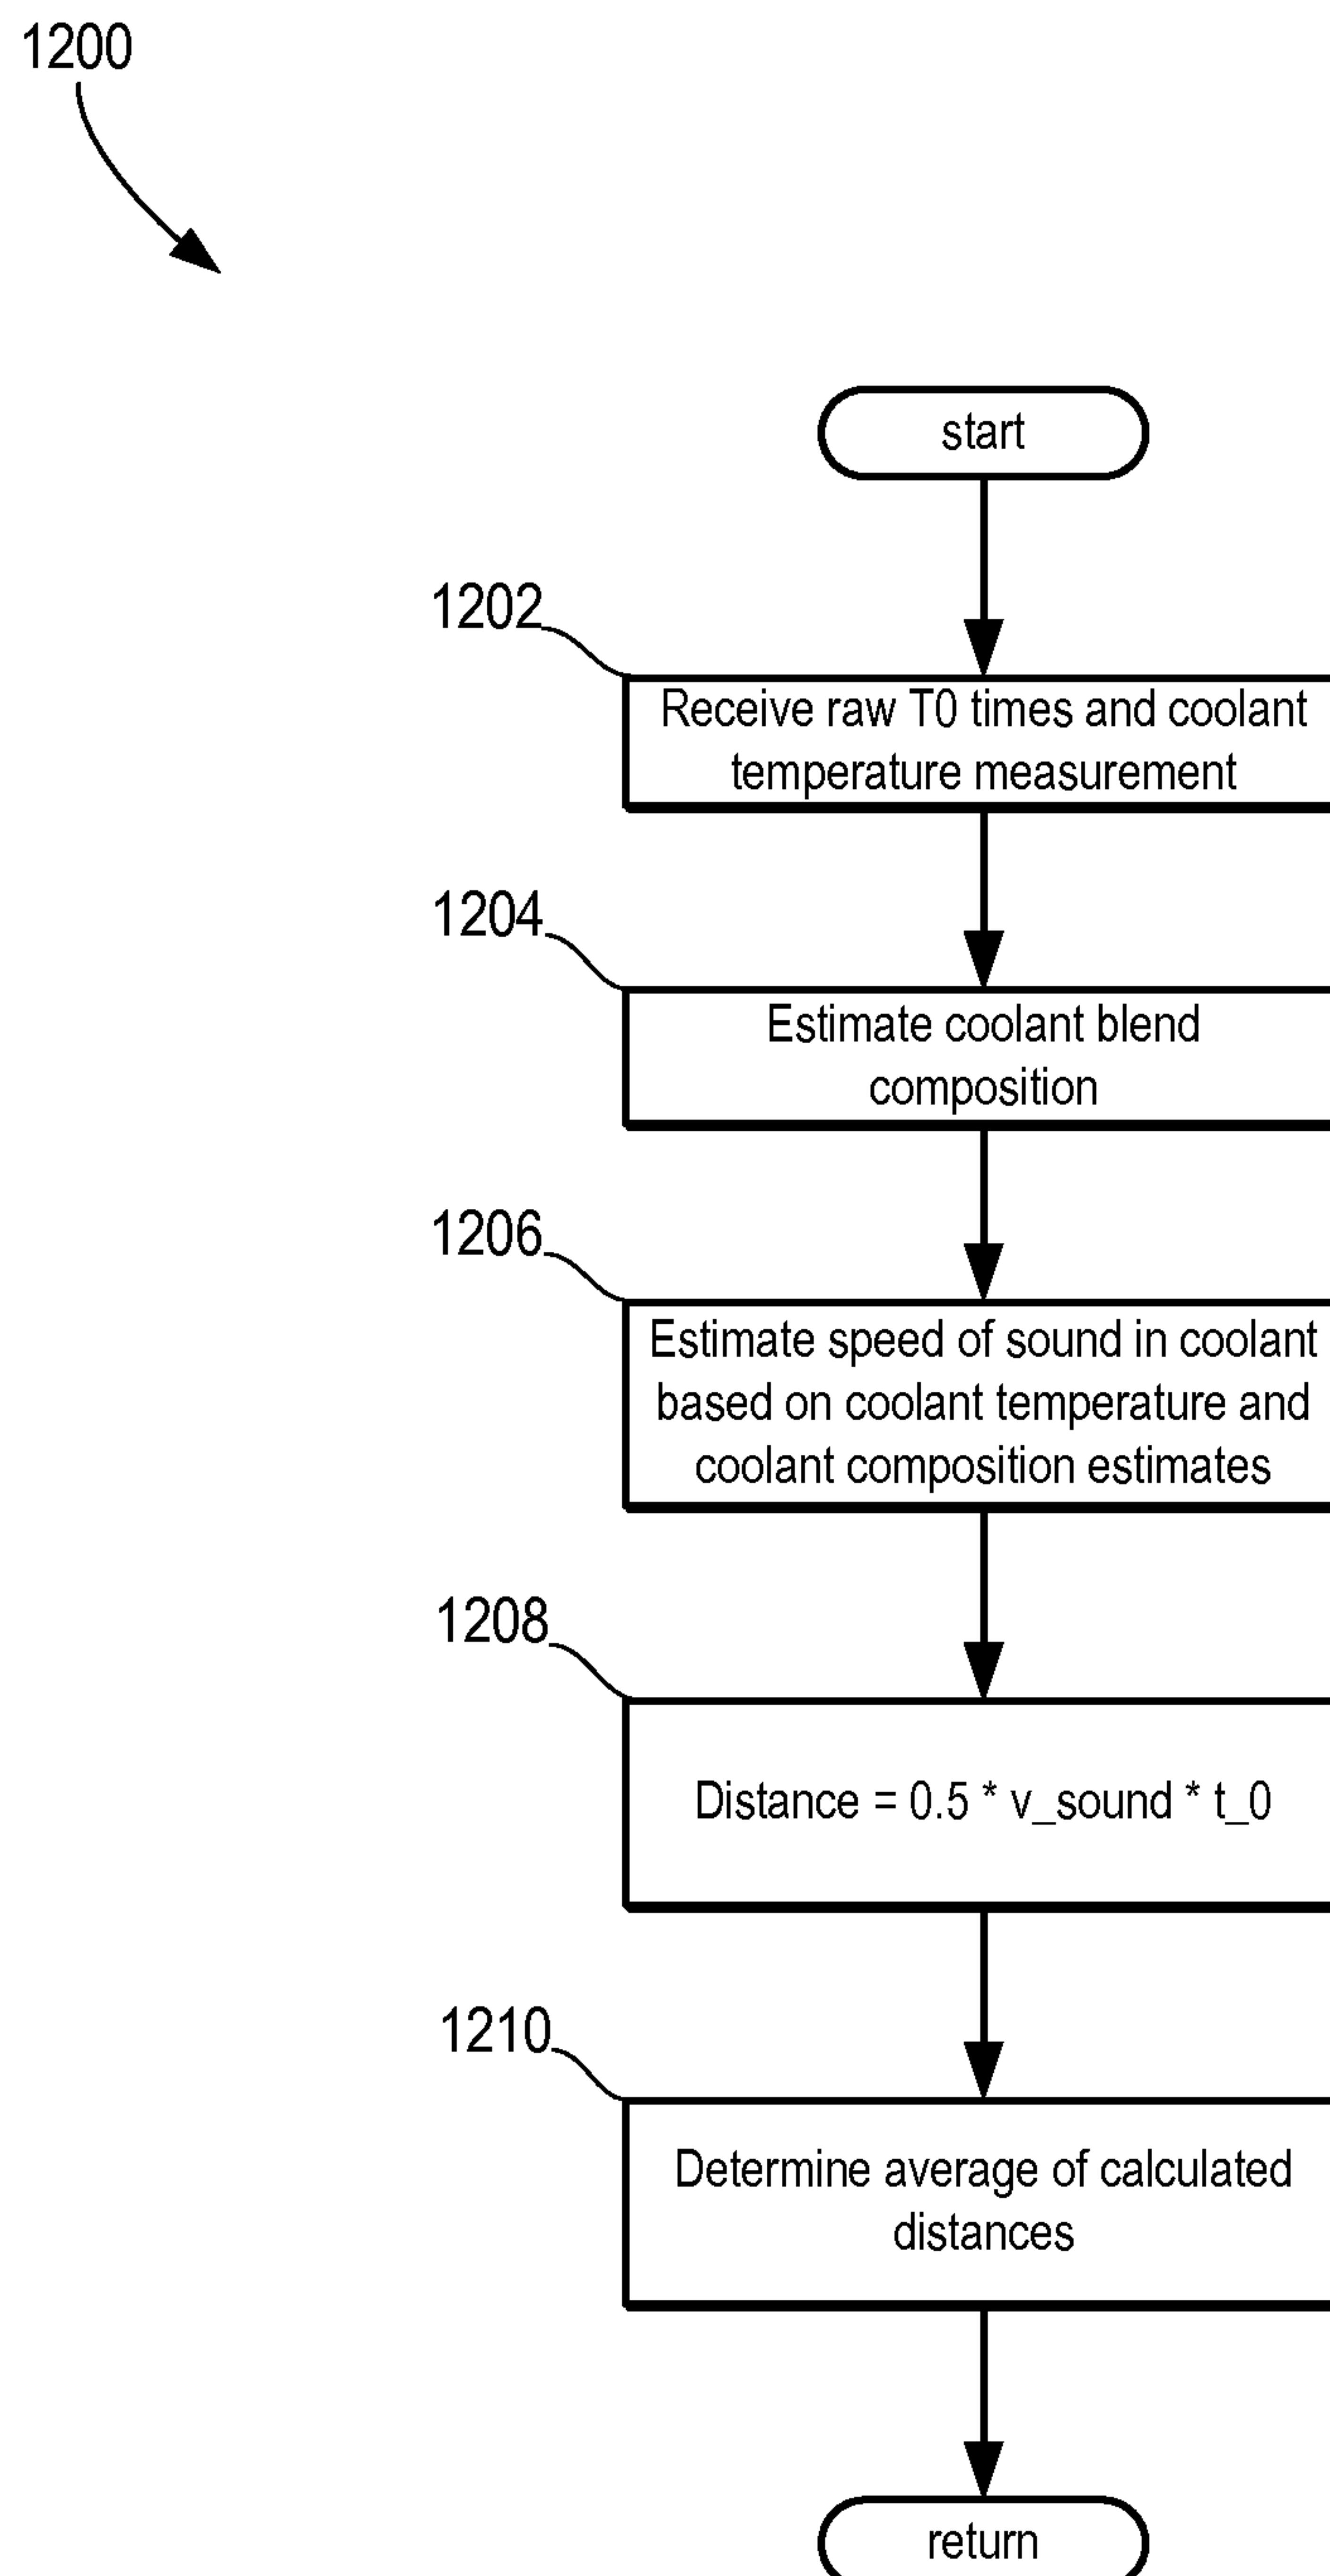 1200
start
1202
Receive raw T0 times and coolant
temperature measurement
1204
Estimate coolant blend
composition
1206
Estimate speed of sound in coolant
based on coolant temperature and
coolant composition estimates
1208
Distance = 0.5 * v_sound * t_0
1210
Determine average of calculated
distances
return